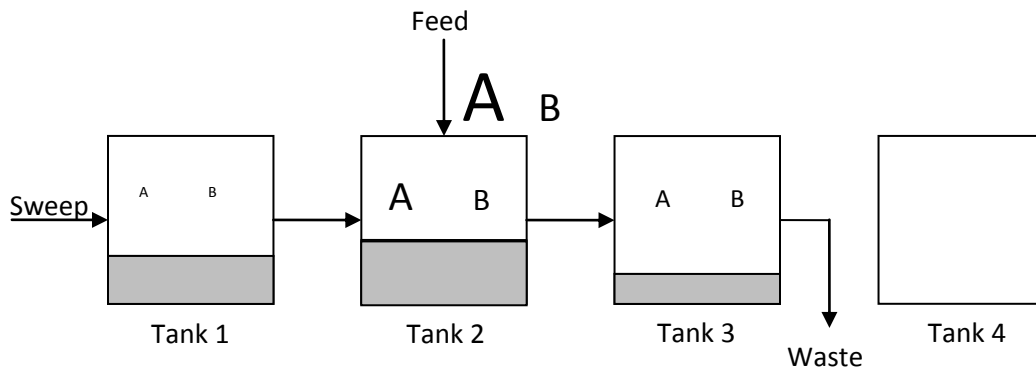 Feed
A B
A B
A B
A B
Sweep
Tank 1
Tank 2
Tank 3
Tank 4
Waste